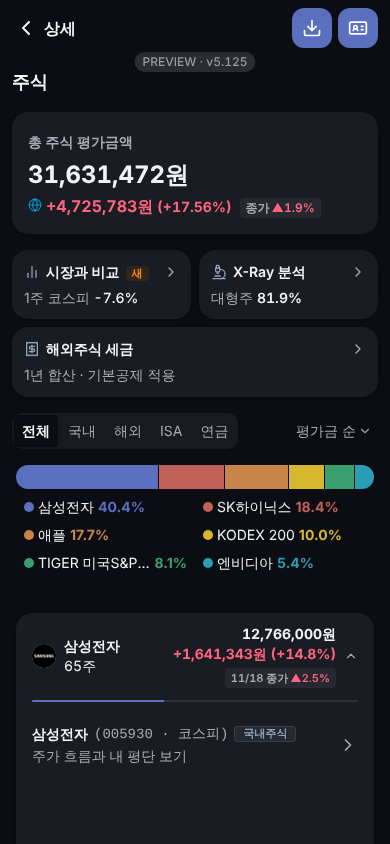 상세
PREVIEW · v5.125
주식
총 주식 평가금액
31,631,472원
+4,725,783원 (+17.56%) 종가 ▲1.9%
시장과 비교 새
1주 코스피 -7.6%
X-Ray 분석
대형주 81.9%
해외주식 세금
1년 합산 · 기본공제 적용
전체 국내 해외 ISA 연금 평가금 순
삼성전자 40.4% SK하이닉스 18.4%
애플 17.7% KODEX 200 10.0%
TIGER 미국S&P... 8.1% 엔비디아 5.4%
SAMSUNG
삼성전자
65주
12,766,000원
+1,641,343원 (+14.8%)
11/18 종가 ▲2.5%
삼성전자 (005930 · 코스피) 국내주식
주가 흐름과 내 평단 보기